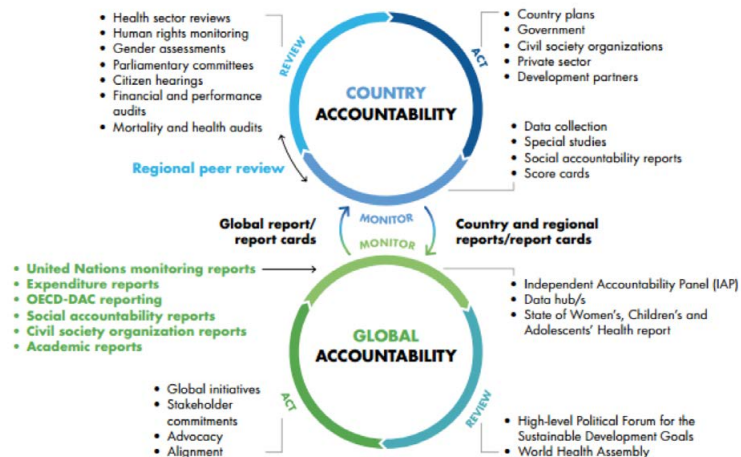 • Health sector reviews
• Human rights monitoring
• Gender assessments
• Parliamentary committees
• Citizen hearings
• Financial and performance
audits
• Mortality and health audits
REVIEW
COUNTRY
ACCOUNTABILITY
ACT
• Country plans
• Government
• Civil society organizations
• Private sector
• Development partners
• Data collection
• Special studies
• Social accountability reports
• Score cards
Regional peer review
Global report/
report cards
MONITOR
MONITOR
Country and regional
reports/report cards
• United Nations monitoring reports
• Expenditure reports
• OECD-DAC reporting
• Social accountability reports
• Civil society organization reports
• Academic reports
GLOBAL
ACCOUNTABILITY
• Independent Accountability Panel (IAP)
• Data hub/s
• State of Women's, Children's and
Adolescents' Health report
• Global initiatives
• Stakeholder
commitments
• Advocacy
• Alignment
ACT
REVIEW
• High-level Political Forum for the
Sustainable Development Goals
• World Health Assembly